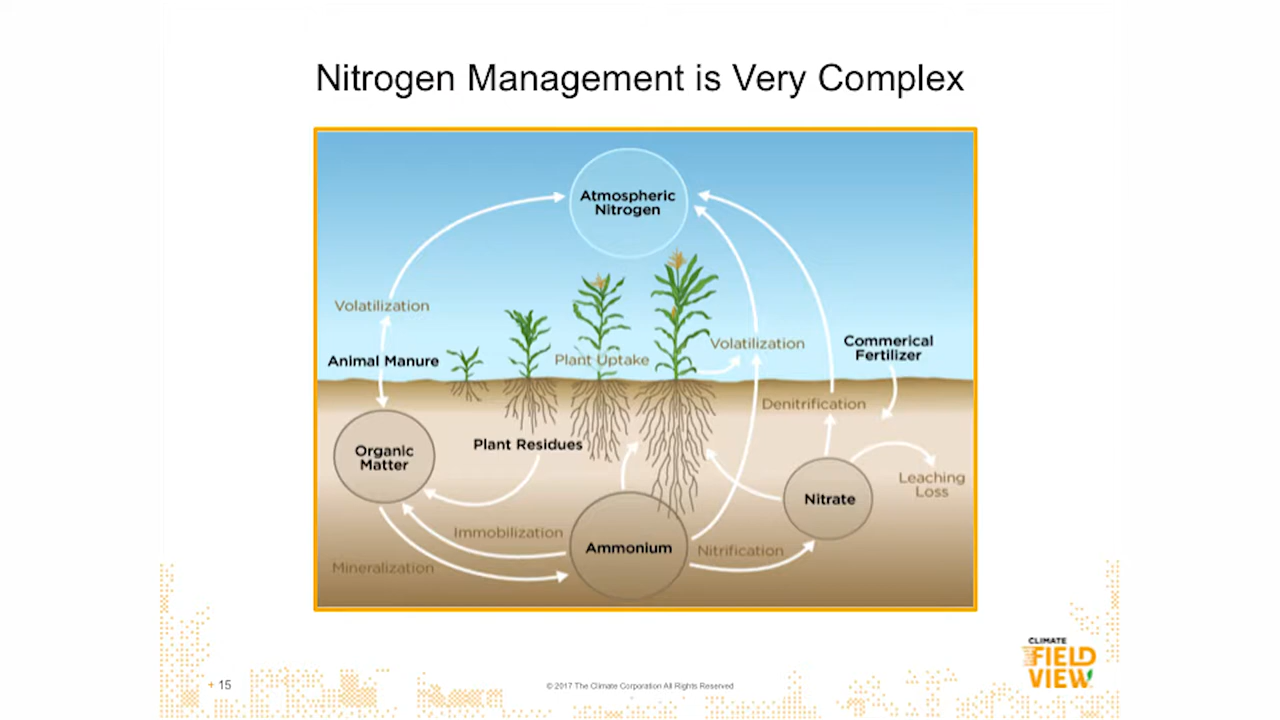 Nitrogen Management is Very Complex
Atmospheric
Nitrogen
Volatilization
Animal Manure
Plant Uptake
Volatilization
Commerical
Fertilizer
Denitrification
Organic
Matter
Plant Residues
Leaching
Loss
Nitrate
Immobilization
Ammonium
Nitrification
Mineralization
CLIMATE
FIELD
VIEW
+ 15
© 2017 The Climate Corporation All Rights Reserved